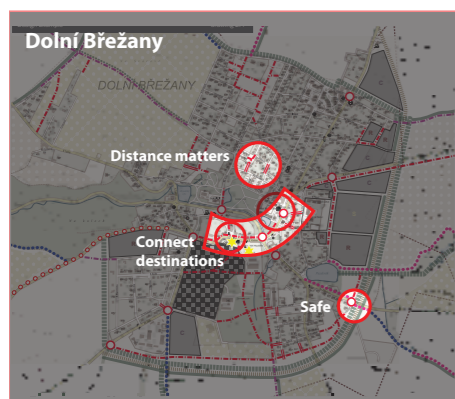 Dolní Břežany
DOLNÍ BŘEŽANY
Distance matters
Connect
destinations
Safe